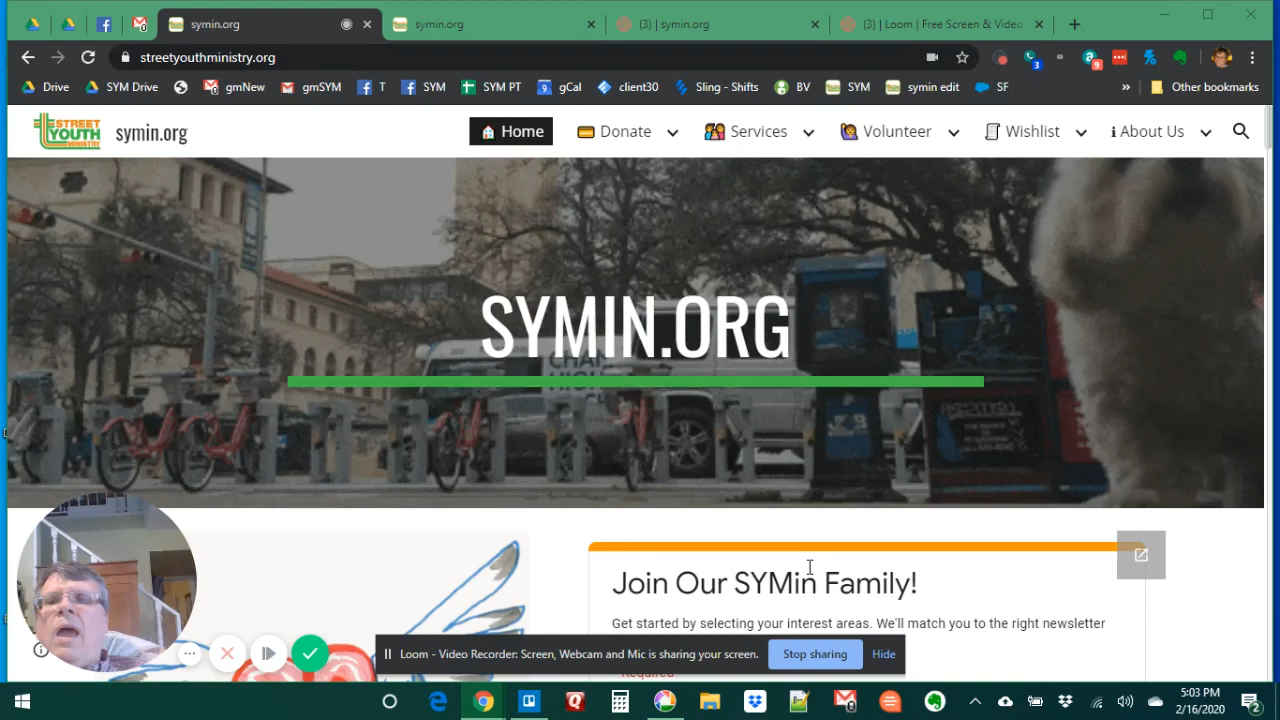 symin.org
symin.org
(3) | symin.org
(3) | Loom | Free Screen & Video
streetyouthministry.org
3
9
Drive
SYM Drive
gmNew
gmSYM
T
SYM
SYM PT
9
gCal
client30
Sling - Shifts
BV
SYM
symin edit
SF
»
Other bookmarks
STREET
YOUTH
MINISTRY
symin.org
Home
Donate
Services
Volunteer
Wishlist
About Us
SYMIN.ORG
Join Our SYMin Family!
Get started by selecting your interest areas. We'll match you to the right newsletter
Loom - Video Recorder: Screen, Webcam and Mic is sharing your screen.
Stop sharing
Hide
Required
5:03 PM
2/16/2020
2